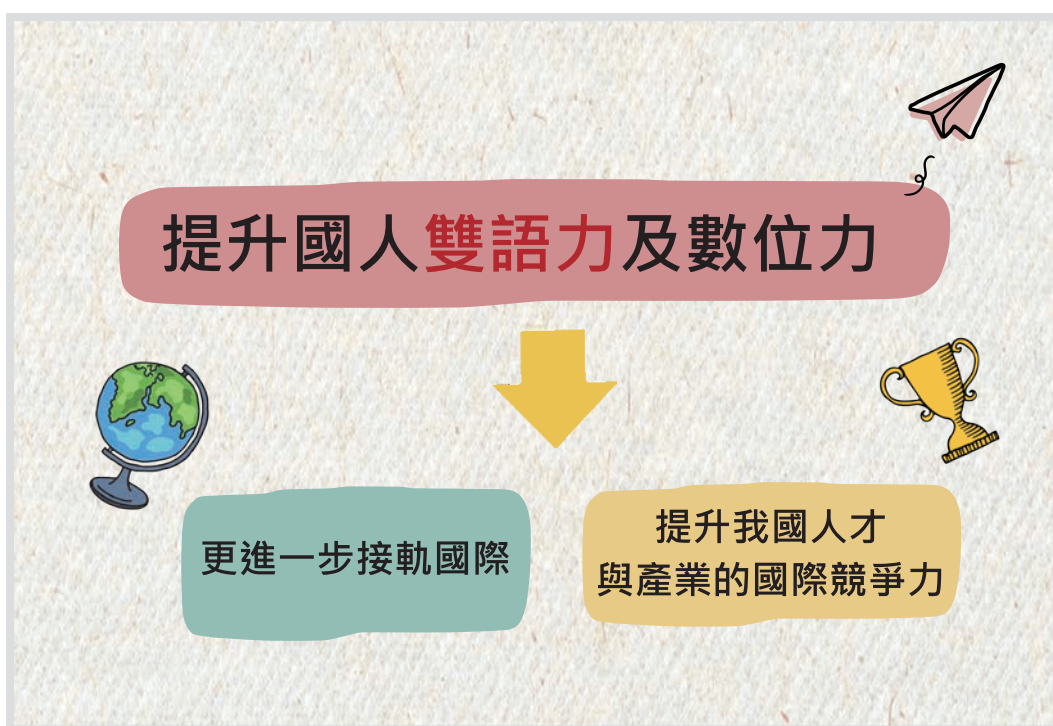 提升國人雙語力及數位力
更進一步接軌國際
提升我國人才
與產業的國際競爭力